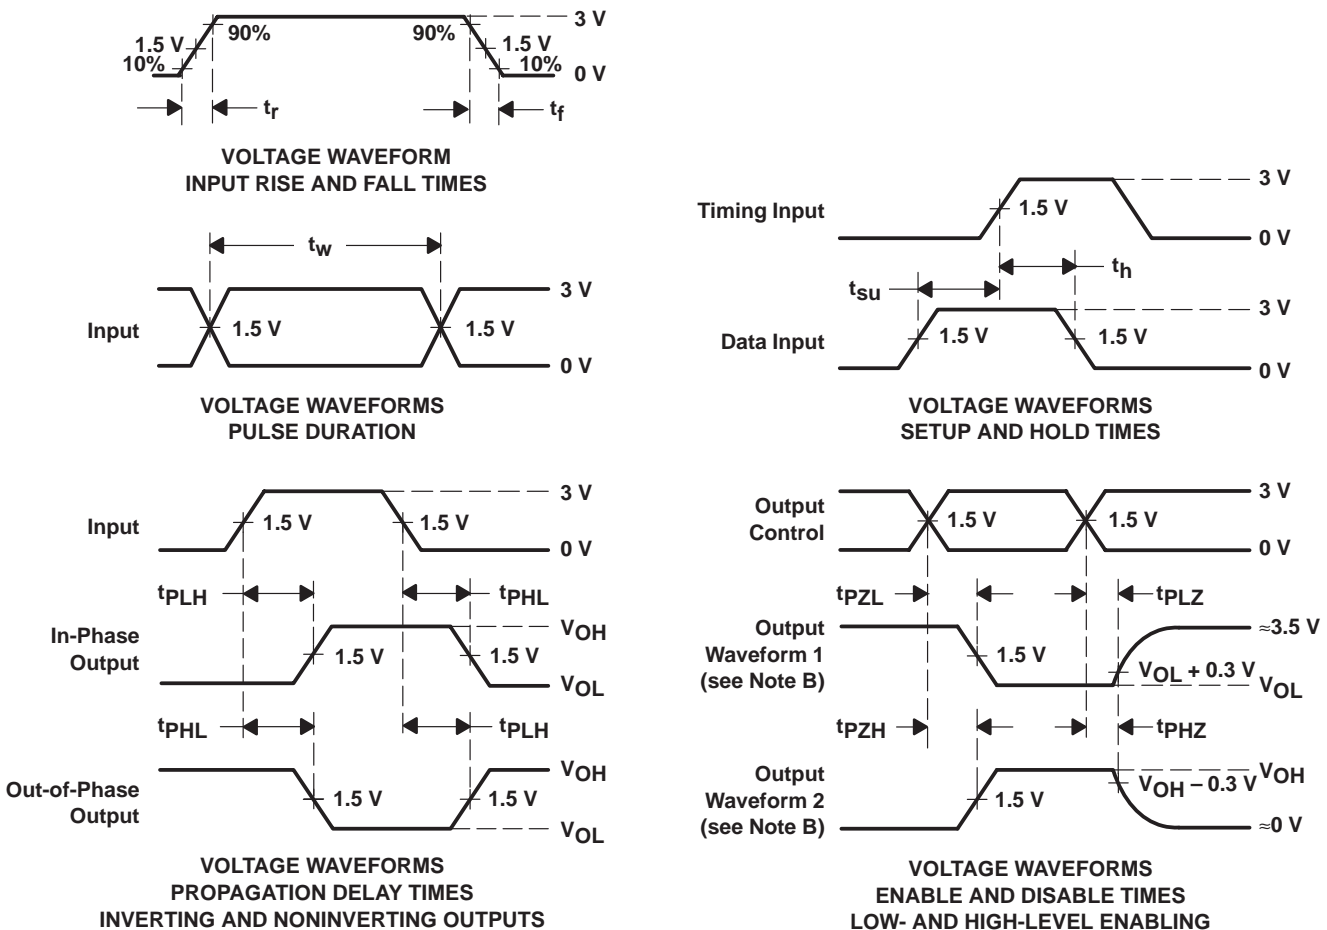 3 V
90%
90%
1.5 V
1.5 V
10%
10%
0 V
tr
tf
VOLTAGE WAVEFORM
INPUT RISE AND FALL TIMES
tw
3 V
Input
1.5 V
1.5 V
0 V
VOLTAGE WAVEFORMS
PULSE DURATION
3 V
Timing Input
1.5 V
0 V
th
tsu
3 V
Data Input
1.5 V
1.5 V
0 V
VOLTAGE WAVEFORMS
SETUP AND HOLD TIMES
3 V
Input
1.5 V
1.5 V
0 V
tPLH
tPHL
In-Phase
Output
VOH
1.5 V
1.5 V
VOL
tPHL
tPLH
Out-of-Phase
Output
VOH
1.5 V
1.5 V
VOL
VOLTAGE WAVEFORMS
PROPAGATION DELAY TIMES
INVERTING AND NONINVERTING OUTPUTS
Output
Control
3 V
1.5 V
1.5 V
0 V
tPZL
tPLZ
Output
Waveform 1
(see Note B)
≈3.5 V
1.5 V
VOL + 0.3 V
VOL
tPZH
tPHZ
Output
Waveform 2
(see Note B)
VOH
1.5 V
VOH – 0.3 V
≈0 V
VOLTAGE WAVEFORMS
ENABLE AND DISABLE TIMES
LOW- AND HIGH-LEVEL ENABLING